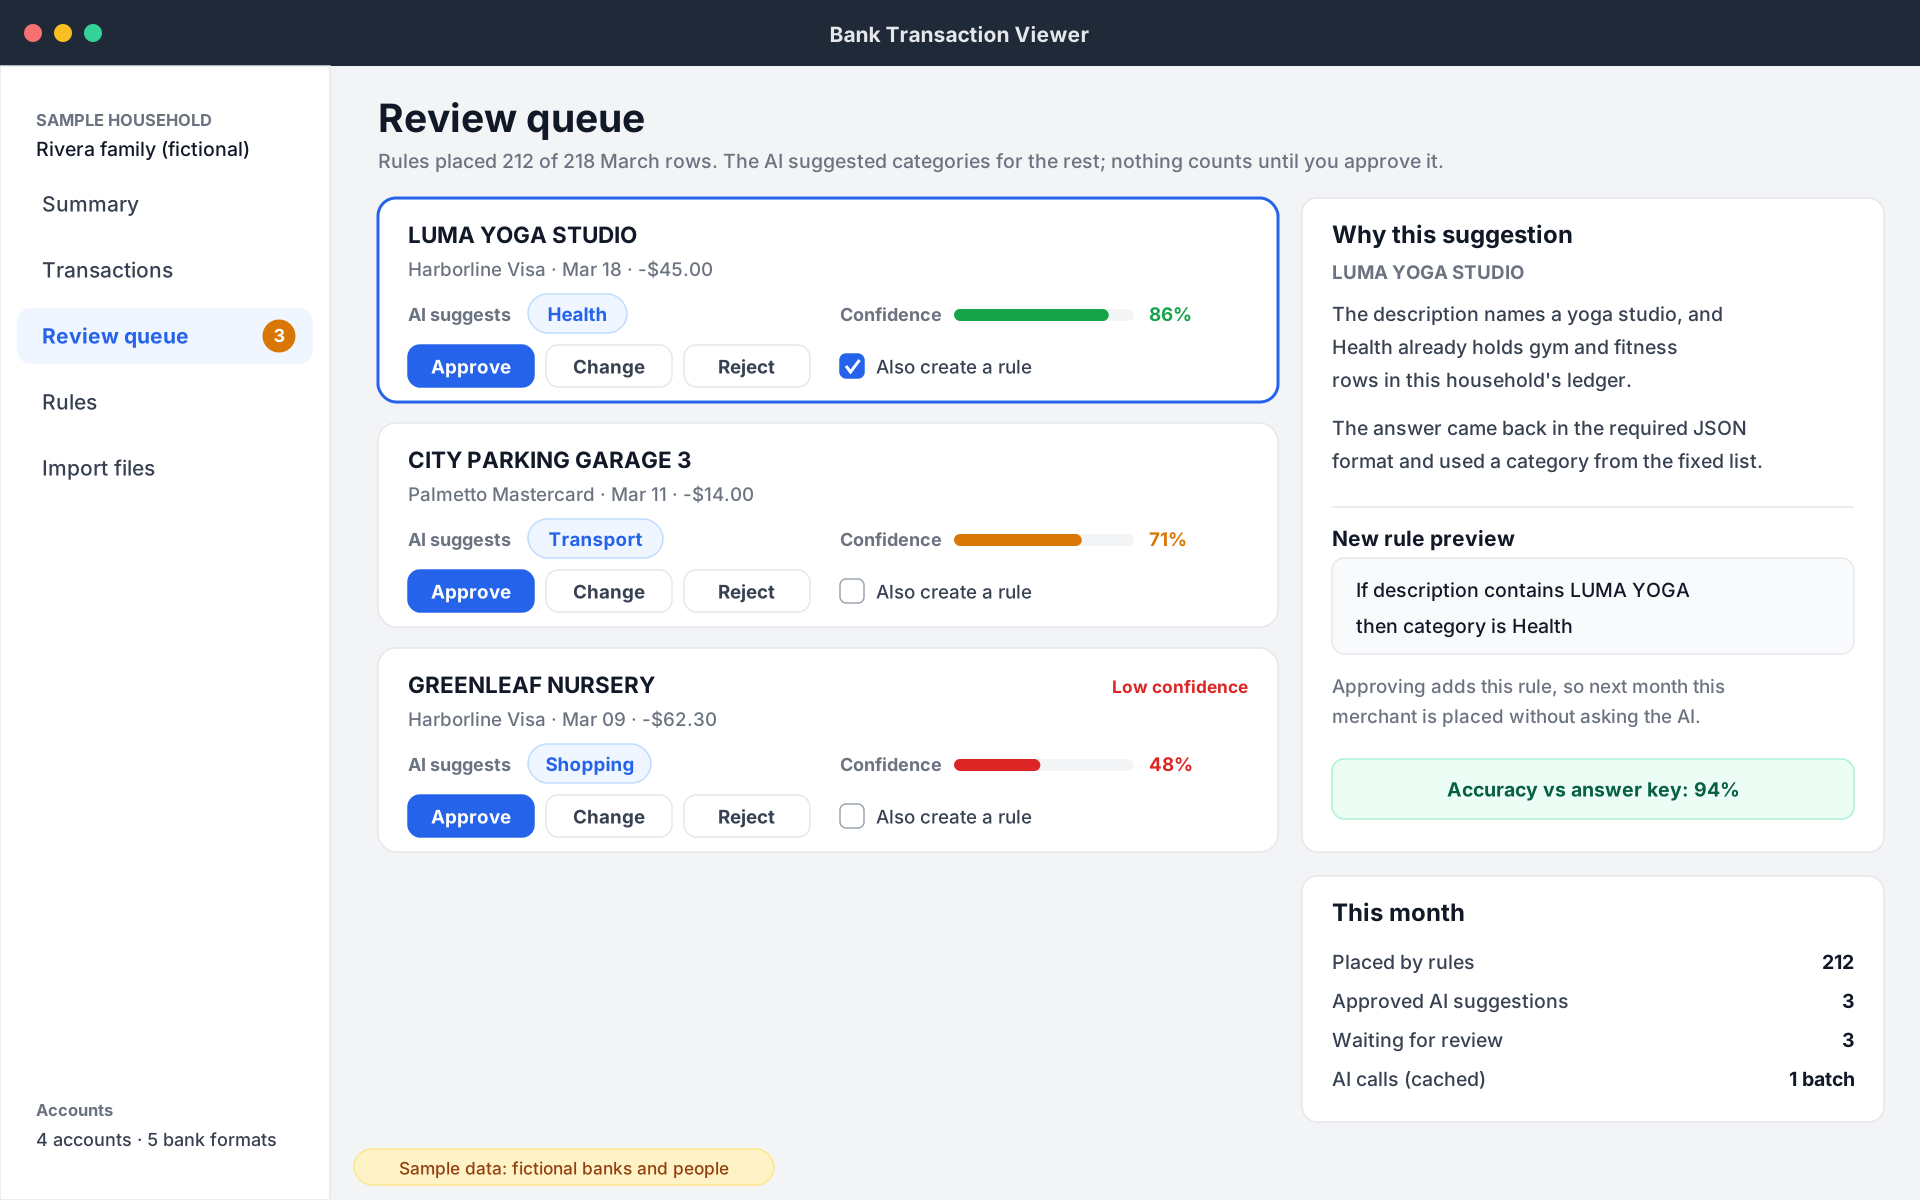 Bank Transaction Viewer
SAMPLE HOUSEHOLD
Rivera family (fictional)
Summary
Transactions
Review queue 3
Rules
Import files
Accounts
4 accounts · 5 bank formats
Review queue
Rules placed 212 of 218 March rows. The AI suggested categories for the rest; nothing counts until you approve it.
LUMA YOGA STUDIO
Harborline Visa · Mar 18 · -$45.00
AI suggests Health Confidence 86%
Approve Change Reject Also create a rule
CITY PARKING GARAGE 3
Palmetto Mastercard · Mar 11 · -$14.00
AI suggests Transport Confidence 71%
Approve Change Reject Also create a rule
GREENLEAF NURSERY Low confidence
Harborline Visa · Mar 09 · -$62.30
AI suggests Shopping Confidence 48%
Approve Change Reject Also create a rule
Why this suggestion
LUMA YOGA STUDIO
The description names a yoga studio, and
Health already holds gym and fitness
rows in this household's ledger.
The answer came back in the required JSON
format and used a category from the fixed list.
New rule preview
If description contains LUMA YOGA
then category is Health
Approving adds this rule, so next month this
merchant is placed without asking the AI.
Accuracy vs answer key: 94%
This month
Placed by rules 212
Approved AI suggestions 3
Waiting for review 3
AI calls (cached) 1 batch
Sample data: fictional banks and people